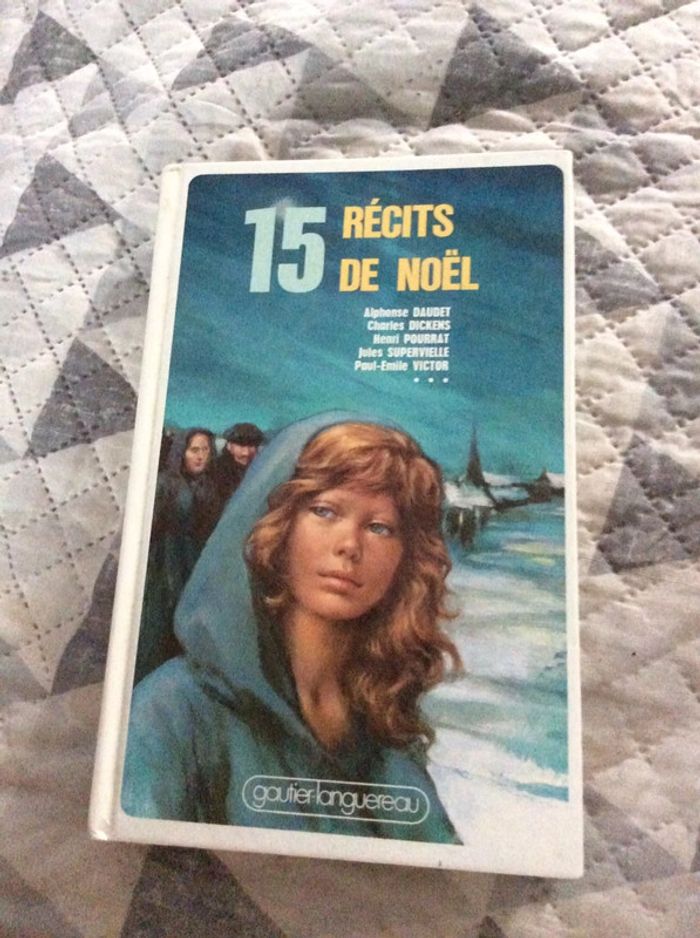 15 RÉCITS
DE NOËL
Alphonse DAUDET
Charles DICKENS
Henri POURRAT
Jules SUPERVIELLE
Paul-Emile VICTOR
• • •
gautier-languereau